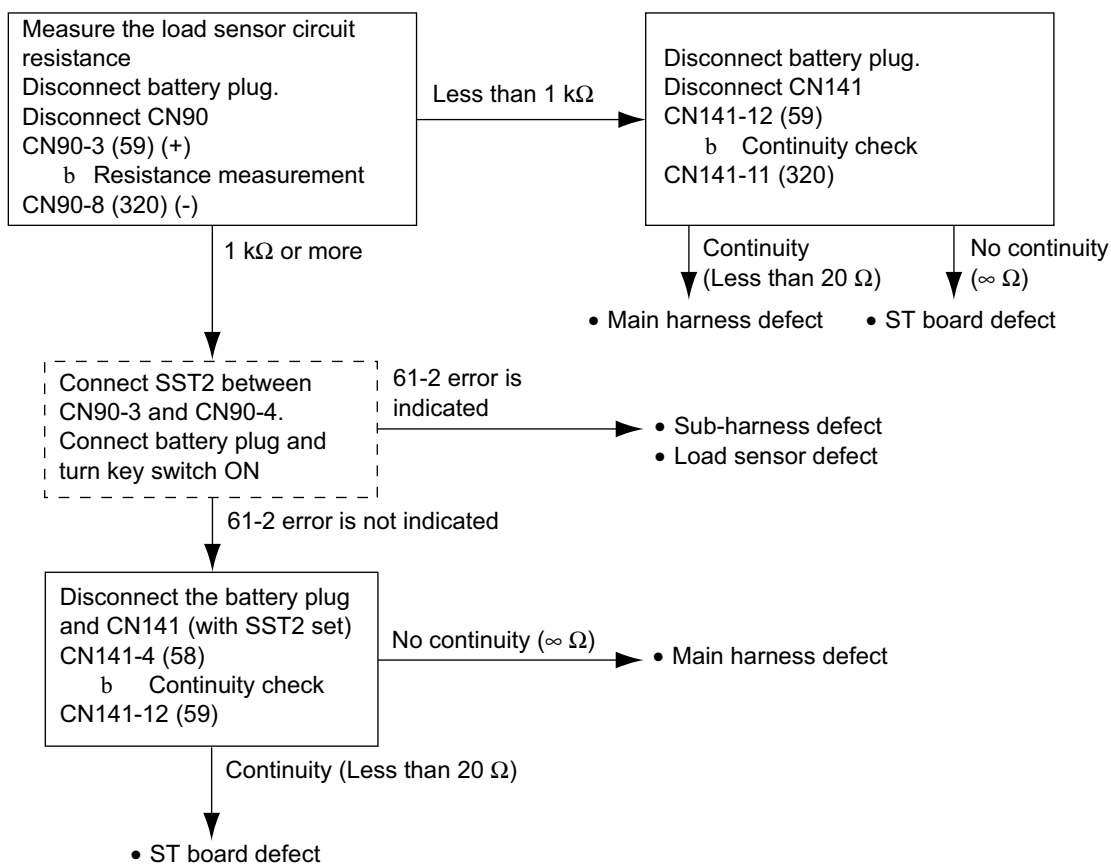 Measure the load sensor circuit
resistance
Disconnect battery plug.
Disconnect CN90
CN90-3 (59) (+)
b Resistance measurement
CN90-8 (320) (-)
Less than 1 kΩ
Disconnect battery plug.
Disconnect CN141
CN141-12 (59)
b Continuity check
CN141-11 (320)
1 kΩ or more
Continuity
(Less than 20 Ω)
No continuity
(∞ Ω)
• Main harness defect
• ST board defect
Connect SST2 between
CN90-3 and CN90-4.
Connect battery plug and
turn key switch ON
61-2 error is
indicated
• Sub-harness defect
• Load sensor defect
61-2 error is not indicated
Disconnect the battery plug
and CN141 (with SST2 set)
CN141-4 (58)
b Continuity check
CN141-12 (59)
No continuity (∞ Ω)
• Main harness defect
Continuity (Less than 20 Ω)
• ST board defect